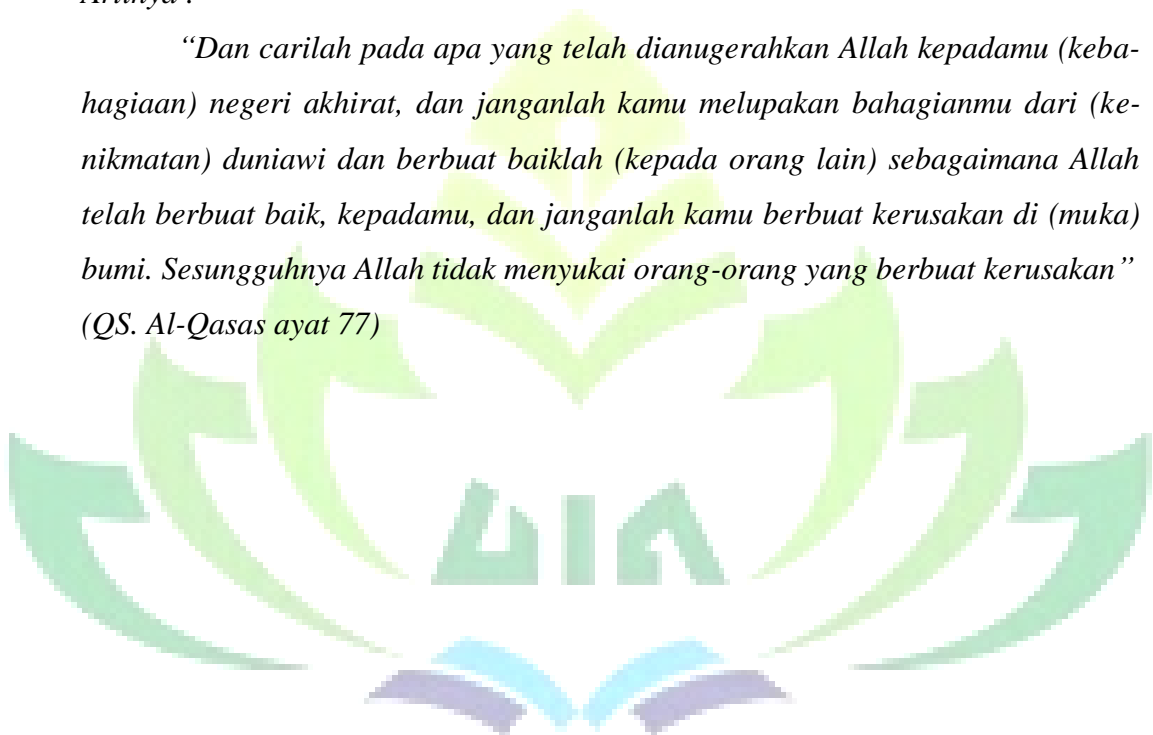 Artinya :
“Dan carilah pada apa yang telah dianugerahkan Allah kepadamu (keba-
hagiaan) negeri akhirat, dan janganlah kamu melupakan bahagianmu dari (ke-
nikmatan) duniawi dan berbuat baiklah (kepada orang lain) sebagaimana Allah
telah berbuat baik, kepadamu, dan janganlah kamu berbuat kerusakan di (muka)
bumi. Sesungguhnya Allah tidak menyukai orang-orang yang berbuat kerusakan”
(QS. Al-Qasas ayat 77)
UIN